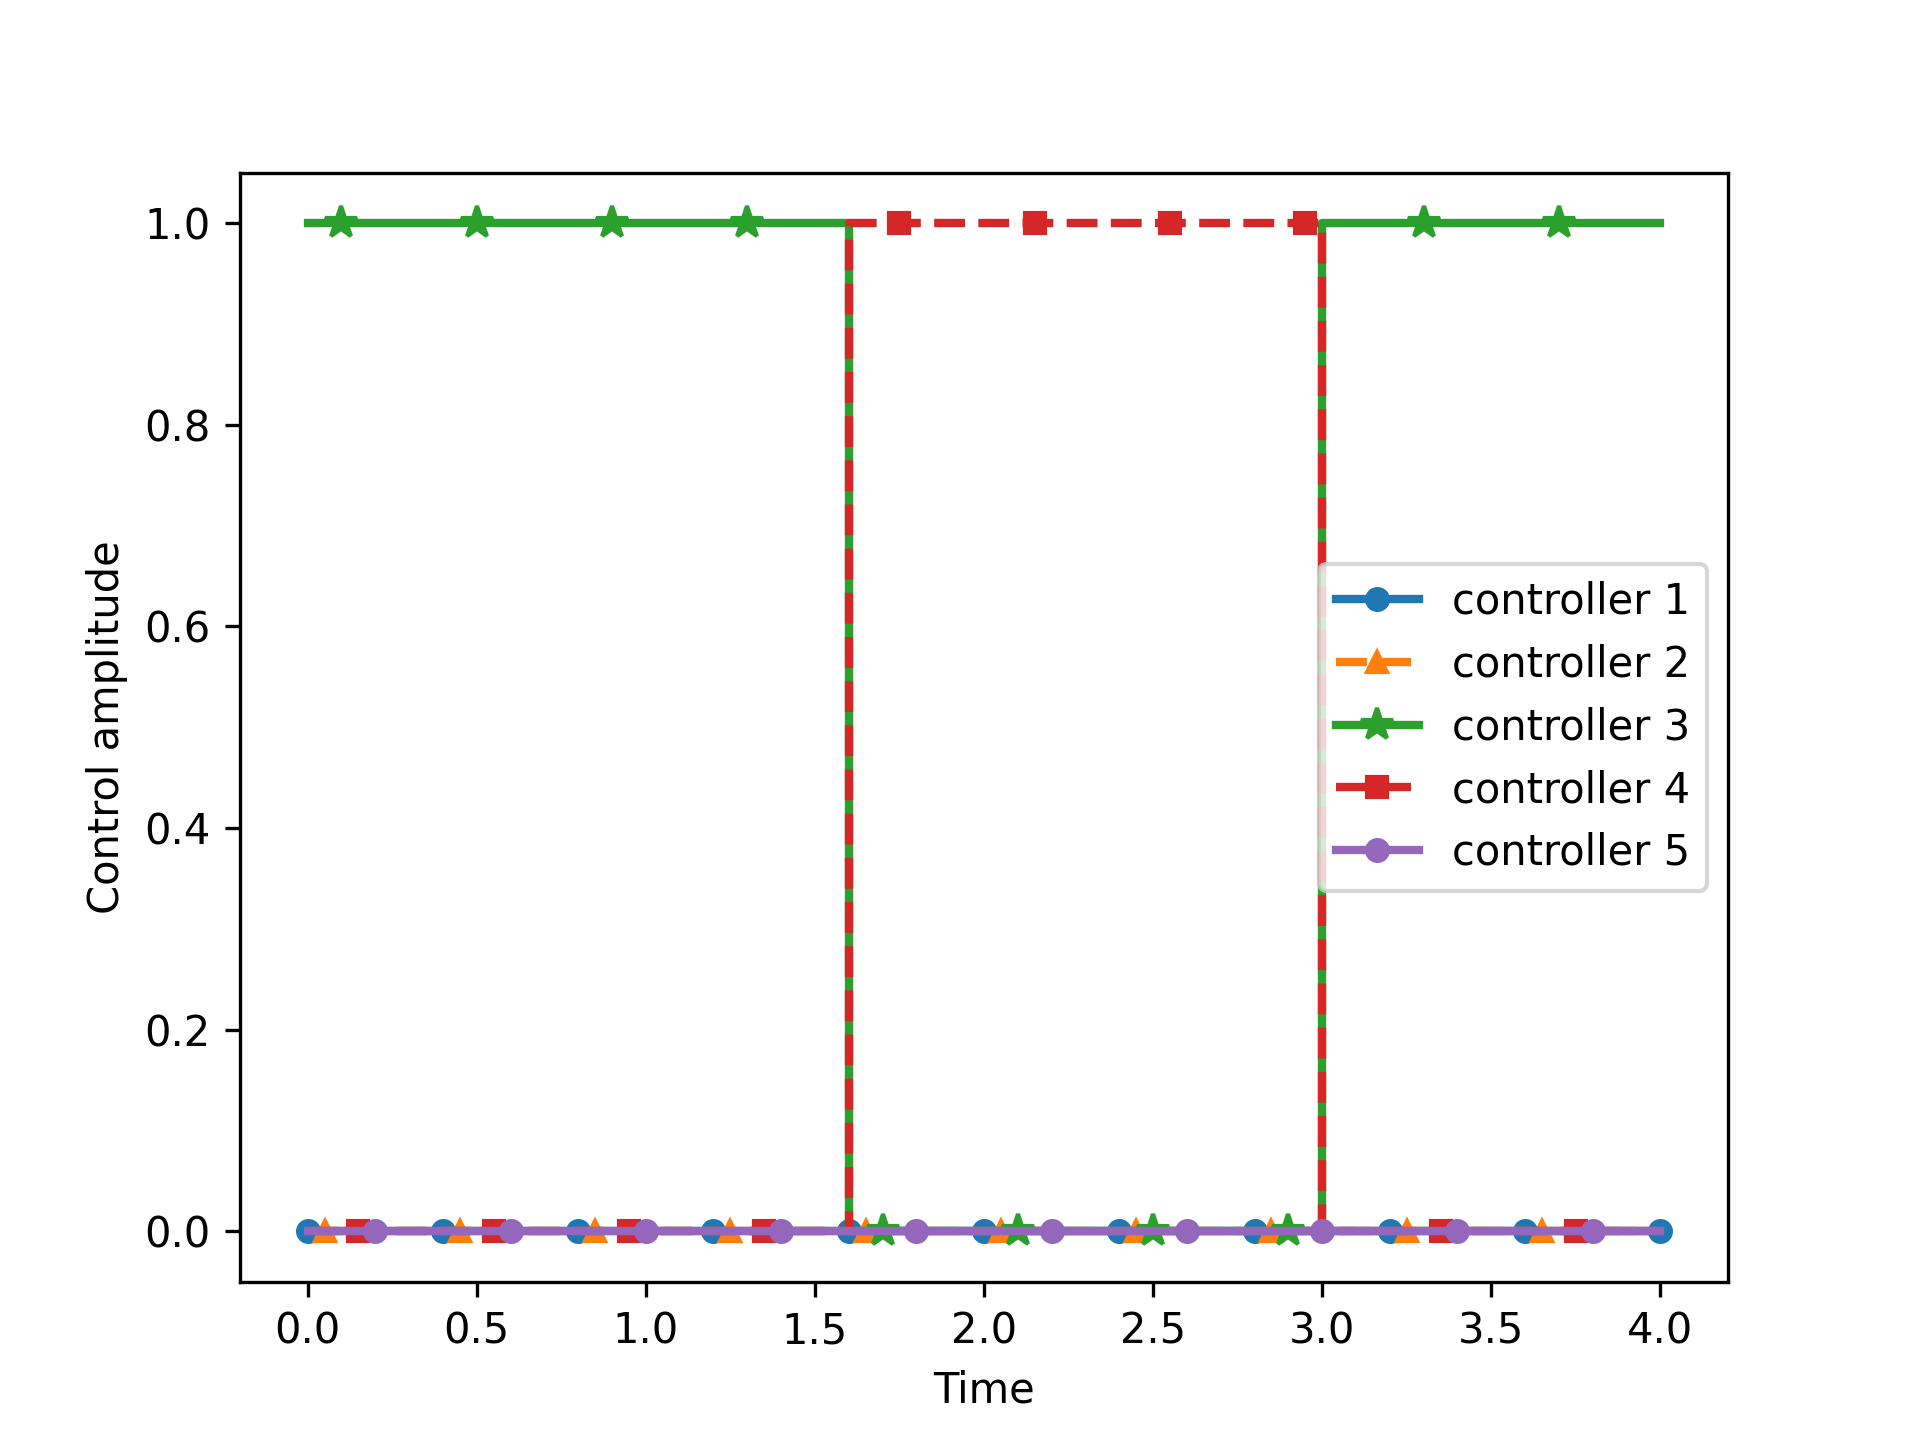 1.0
0.8
0.6
0.4
0.2
0.0
Control amplitude
controller 1
controller 2
controller 3
controller 4
controller 5
0.0 0.5 1.0 1.5 2.0 2.5 3.0 3.5 4.0
Time